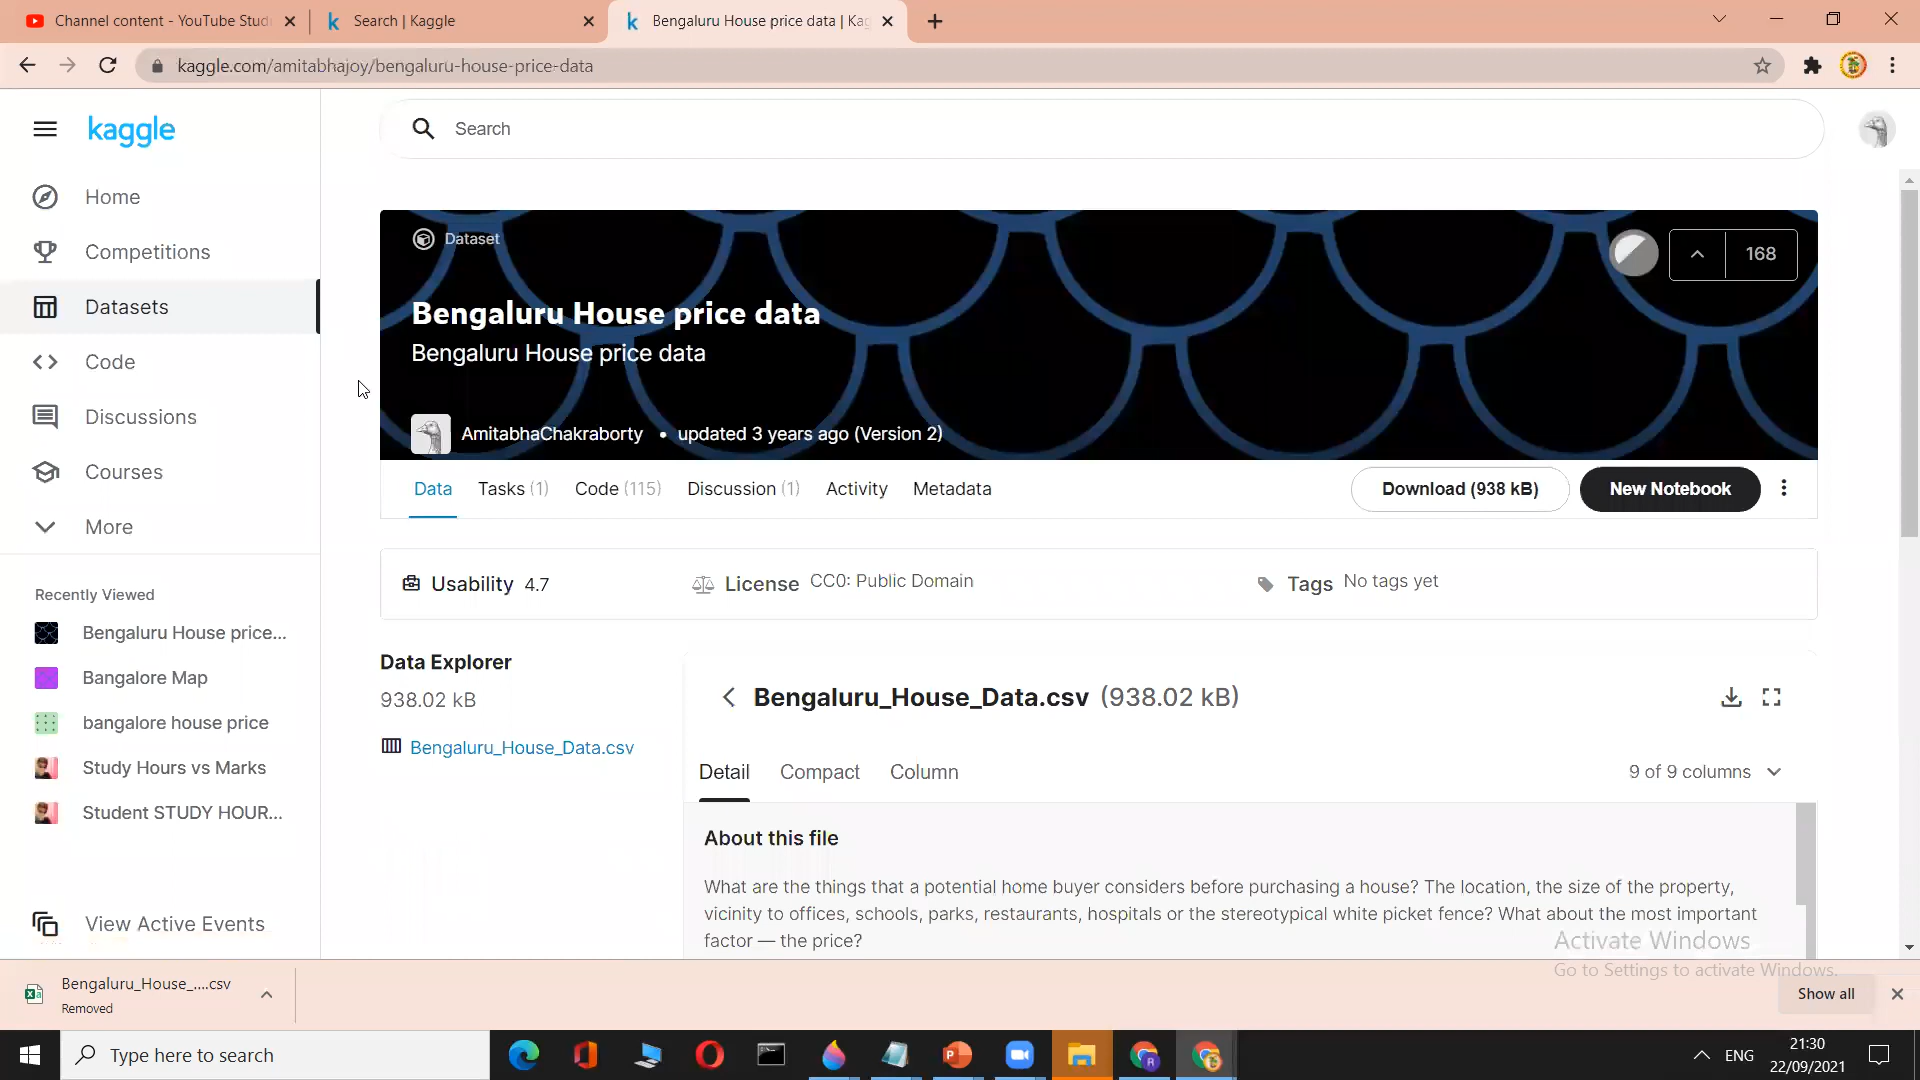 Channel content - YouTube Stud
Search | Kaggle
Bengaluru House price data | Kag
kaggle.com/amitabhajoy/bengaluru-house-price-data
kaggle
Search
Home
Competitions
Datasets
Code
Discussions
Courses
More
Recently Viewed
Bengaluru House price...
Bangalore Map
bangalore house price
Study Hours vs Marks
Student STUDY HOUR...
View Active Events
Dataset
168
Bengaluru House price data
Bengaluru House price data
AmitabhaChakraborty • updated 3 years ago (Version 2)
Data Tasks (1) Code (115) Discussion (1) Activity Metadata
Download (938 kB) New Notebook
Usability 4.7 License CC0: Public Domain Tags No tags yet
Data Explorer
938.02 kB
Bengaluru_House_Data.csv
Bengaluru_House_Data.csv (938.02 kB)
Detail Compact Column 9 of 9 columns
About this file
What are the things that a potential home buyer considers before purchasing a house? The location, the size of the property,
vicinity to offices, schools, parks, restaurants, hospitals or the stereotypical white picket fence? What about the most important
factor — the price?
Activate Windows
Go to Settings to activate Windows.
Bengaluru_House_....csv
Removed
Show all
Type here to search
ENG
21:30
22/09/2021